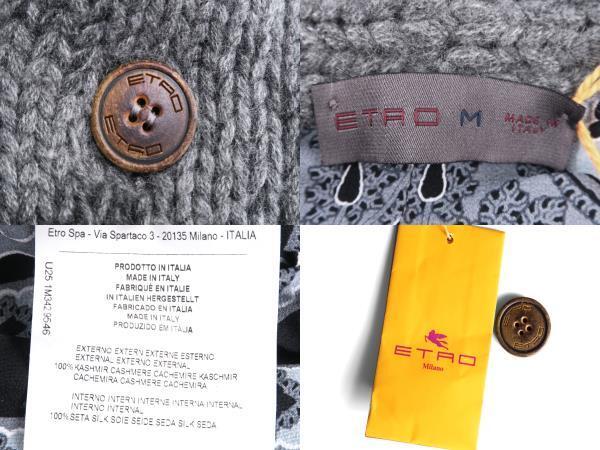 ETRO
ETRO
ETRO M MADE IN
ITALY
Etro Spa - Via Spartaco 3 - 20135 Milano - ITALIA
U25 1M3429546
PRODOTTO IN ITALIA
MADE IN ITALY
FABRIQUÉ EN ITALIE
IN ITALIEN HERGESTELLT
FABRICADO EN ITALIA
MADE IN ITALY
PRODUZIDO EM ITALIA
EXTERNO EXTERN EXTERNE ESTERNO
EXTERNAL EXTERNO EXTERNAL
100% KASHMIR CASHMERE CACHEMIRE KASCHMIR
CACHEMIRA CASHMERE CACHEMIRA
INTERNO INTERN INTERNE INTERNA INTERNAL
INTERNO INTERNAL
100% SETA SILK SOIE SEIDE SEDA SILK SEDA
ETRO
Milano